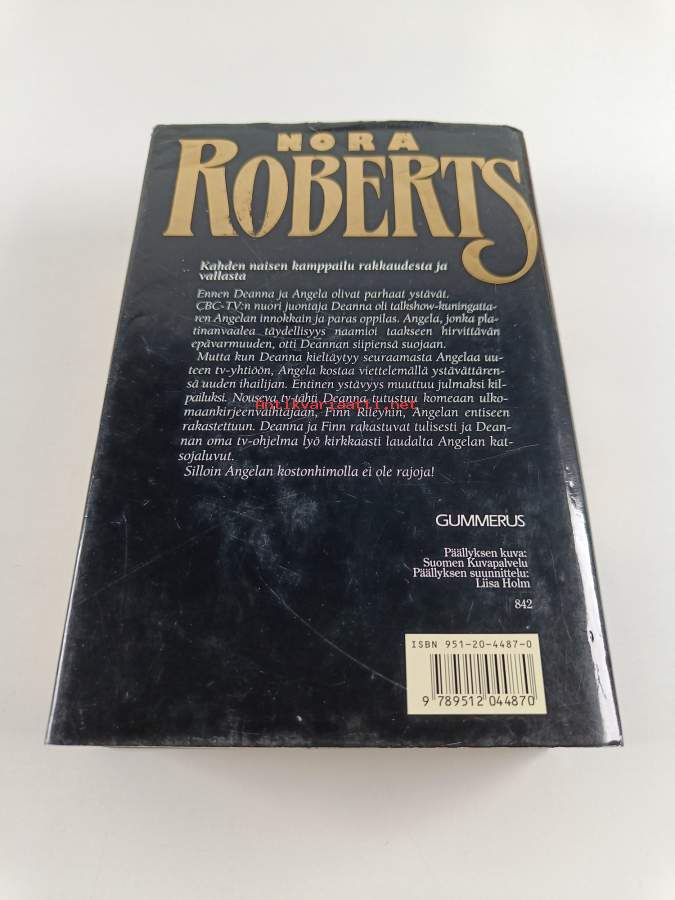 NORA
ROBERTS
Kahden naisen kamppailu rakkaudesta ja
vallasta
Ennen Deanna ja Angela olivat parhaat ystävät.
CBC-TV:n nuori juontaja Deanna oli talkshow-kuningatta-
ren Angelan innokkain ja paras oppilas. Angela, jonka pla-
tinanvaalea täydellisyys naamioi taakseen hirvittävän
epävarmuuden, otti Deannan siipiensä suojaan.
Mutta kun Deanna kieltäytyy seuraamasta Angelaa uu-
teen tv-yhtiöön, Angela kostaa viettelemällä ystävättären-
sä uuden ihailijan. Entinen ystävyys muuttuu julmaksi kil-
pailuksi. Nouseva tv-tähti Deanna tutustuu komeaan ulko-
antikvariaatti.net
maankirjeenvaihtajaan, Finn Rileyhin, Angelan entiseen
rakastettuun. Deanna ja Finn rakastuvat tulisesti ja Dean-
nan oma tv-ohjelma lyö kirkkaasti laudalta Angelan kat-
sojaluvut.
Silloin Angelan kostonhimolla ei ole rajoja!
GUMMERUS
Päällyksen kuva:
Suomen Kuvapalvelu
Päällyksen suunnittelu:
Liisa Holm
842
ISBN 951-20-4487-0
9 789512 044870